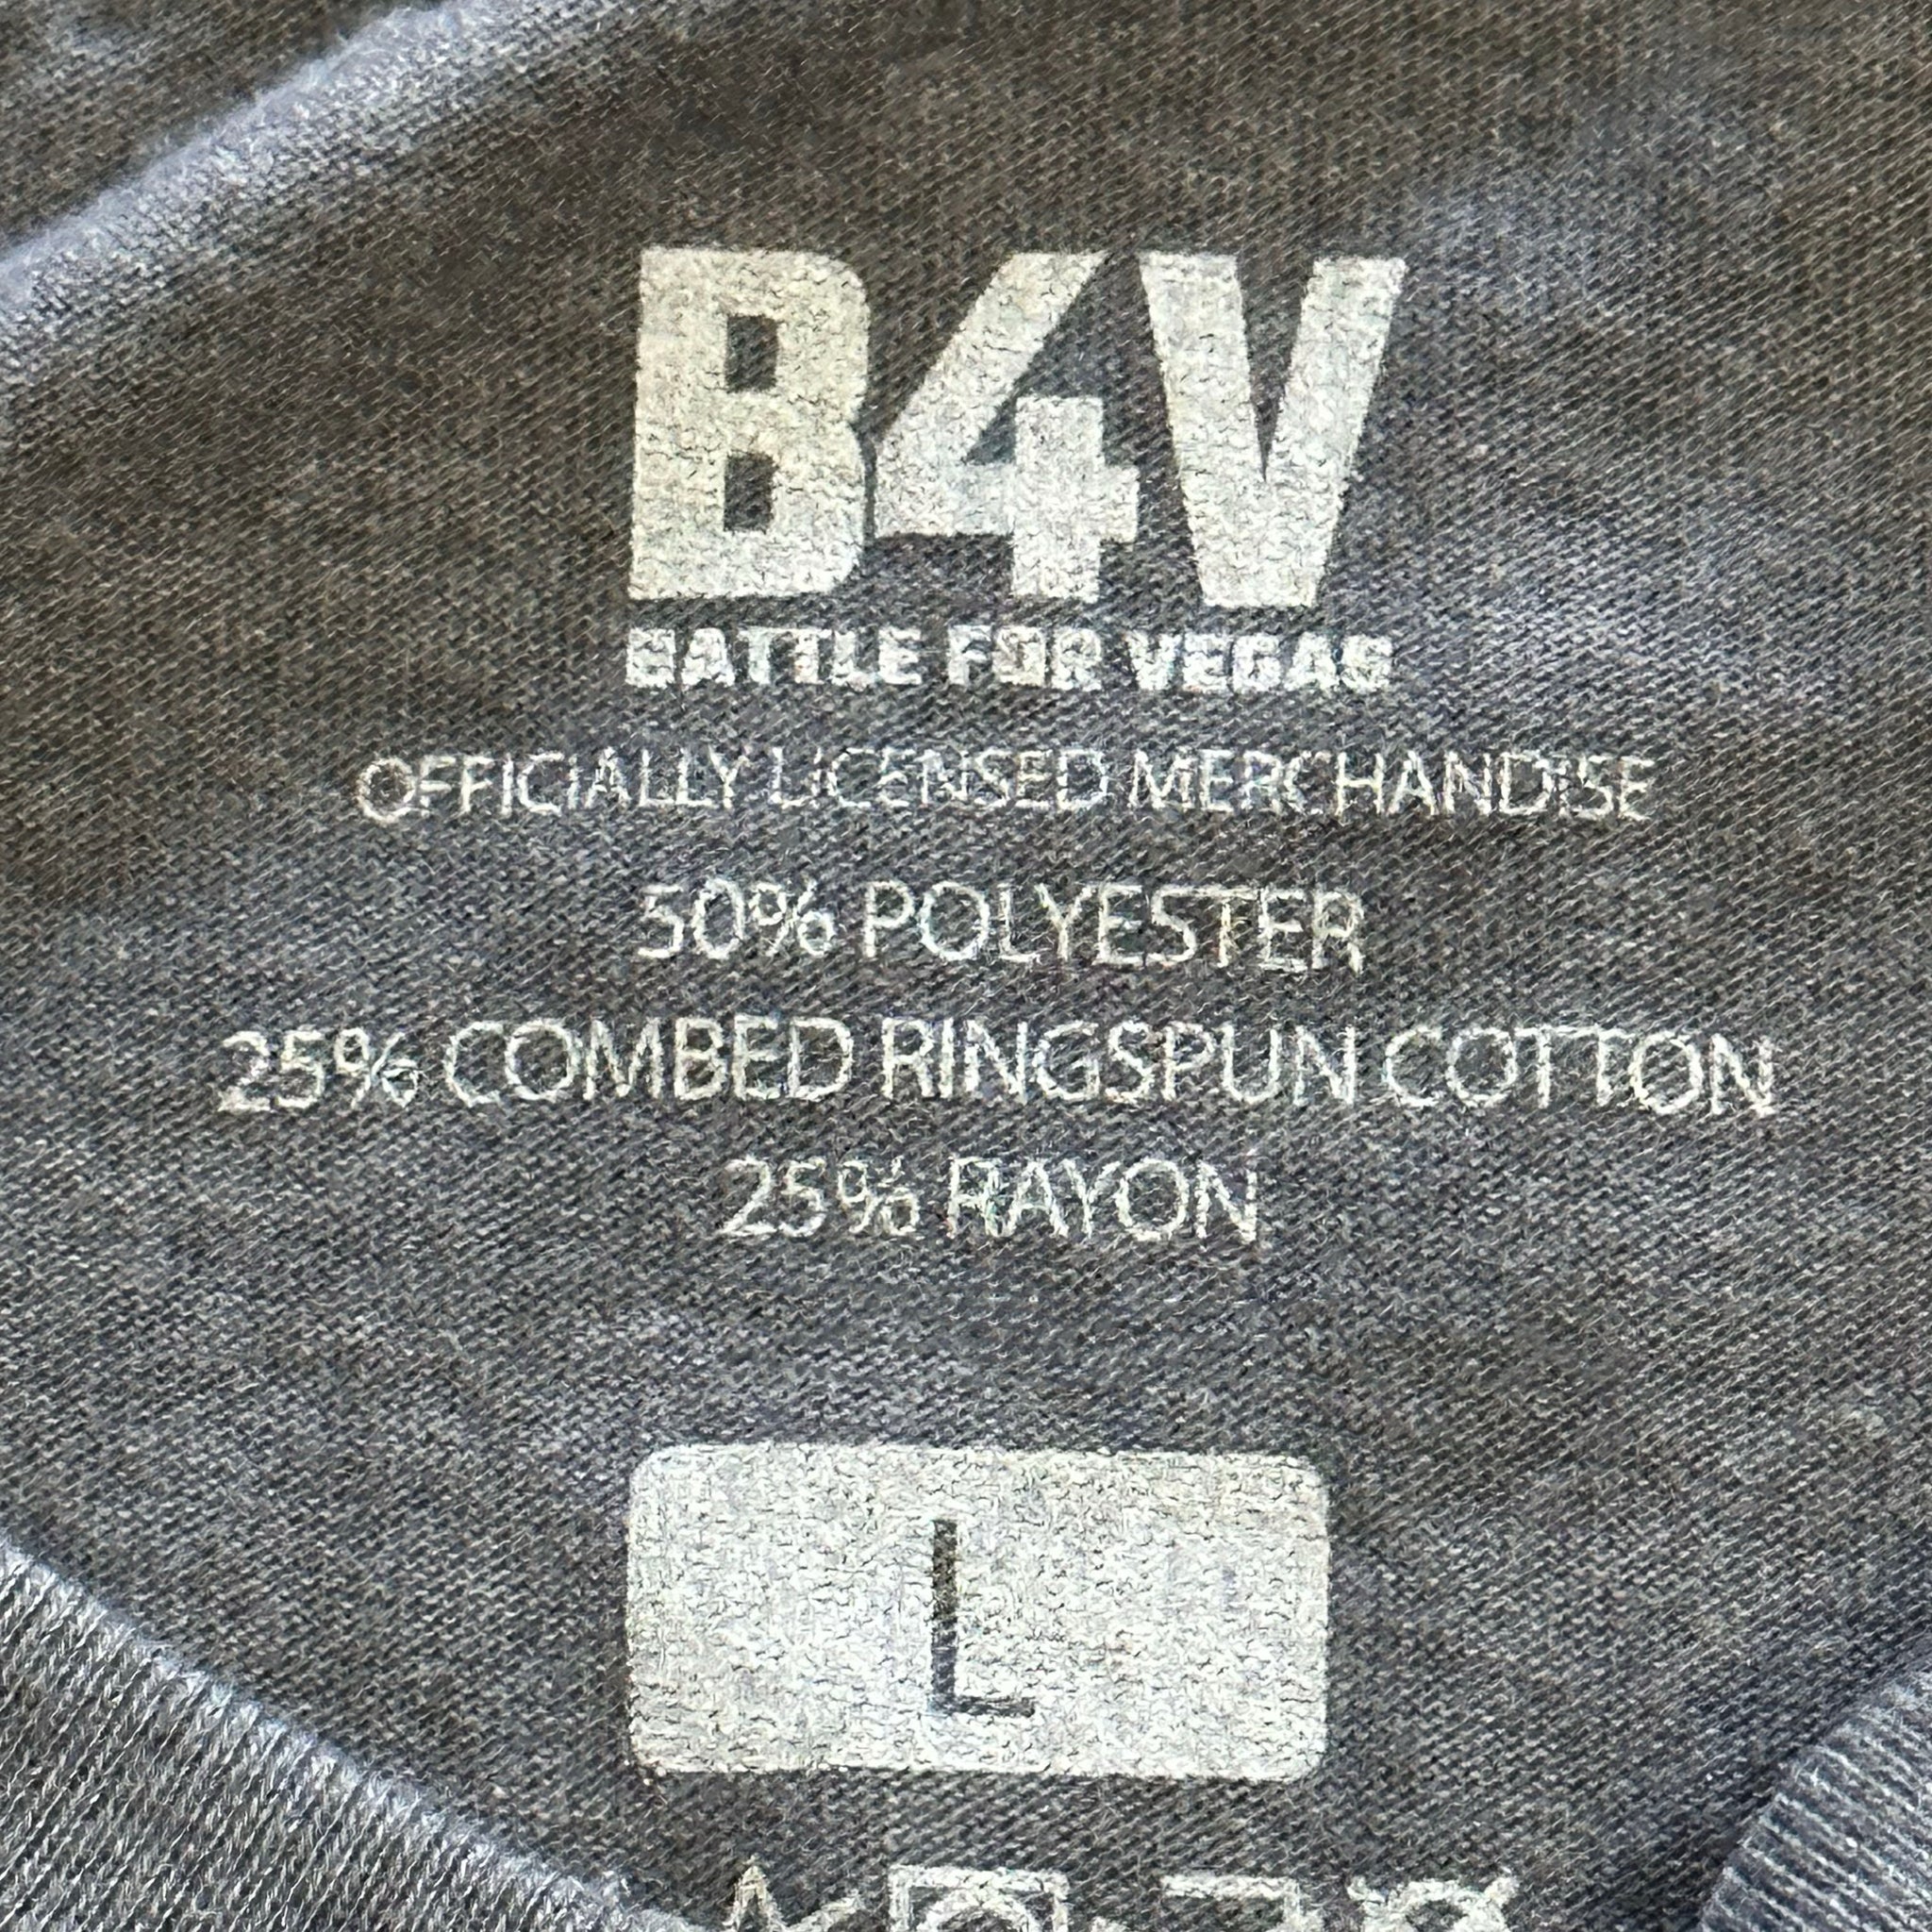 B4V
BATTLE FOR VEGAS
OFFICIALLY LICENSED MERCHANDISE
50% POLYESTER
25% COMBED RINGSPUN COTTON
25% RAYON
L